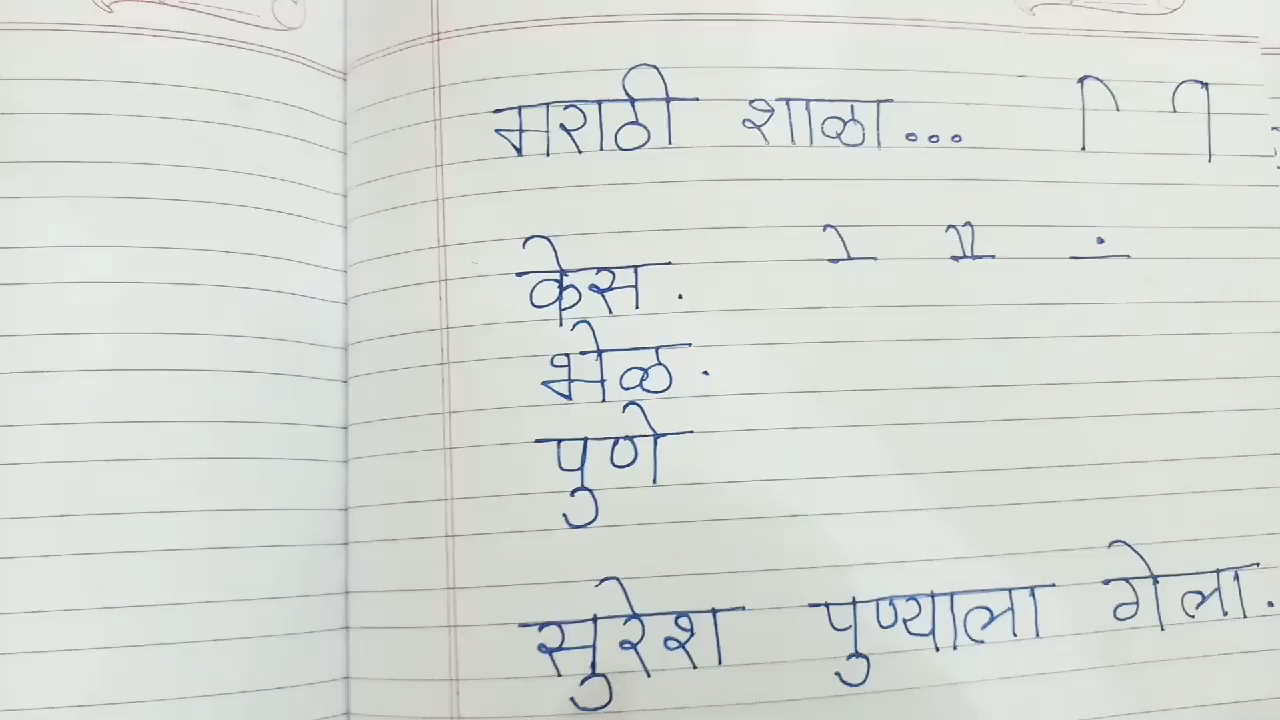 मराठी शाळा... ि ी
केस. े ै ं
भेळ.
पुणे
सुरेश पुण्याला गेला.